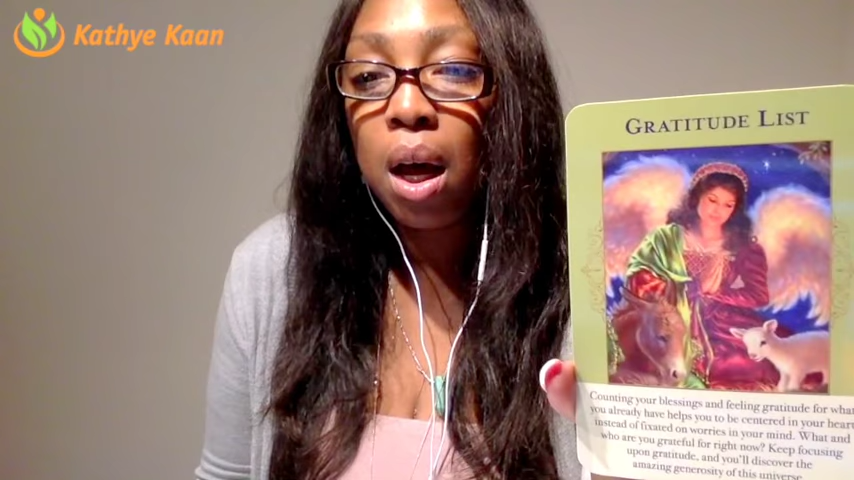 Kathye Kaan
GRATITUDE LIST
Counting your blessings and feeling gratitude for what
you already have helps you to be centered in your heart
instead of fixated on worries in your mind. What and
who are you grateful for right now? Keep focusing
upon gratitude, and you'll discover the
amazing generosity of this universe.